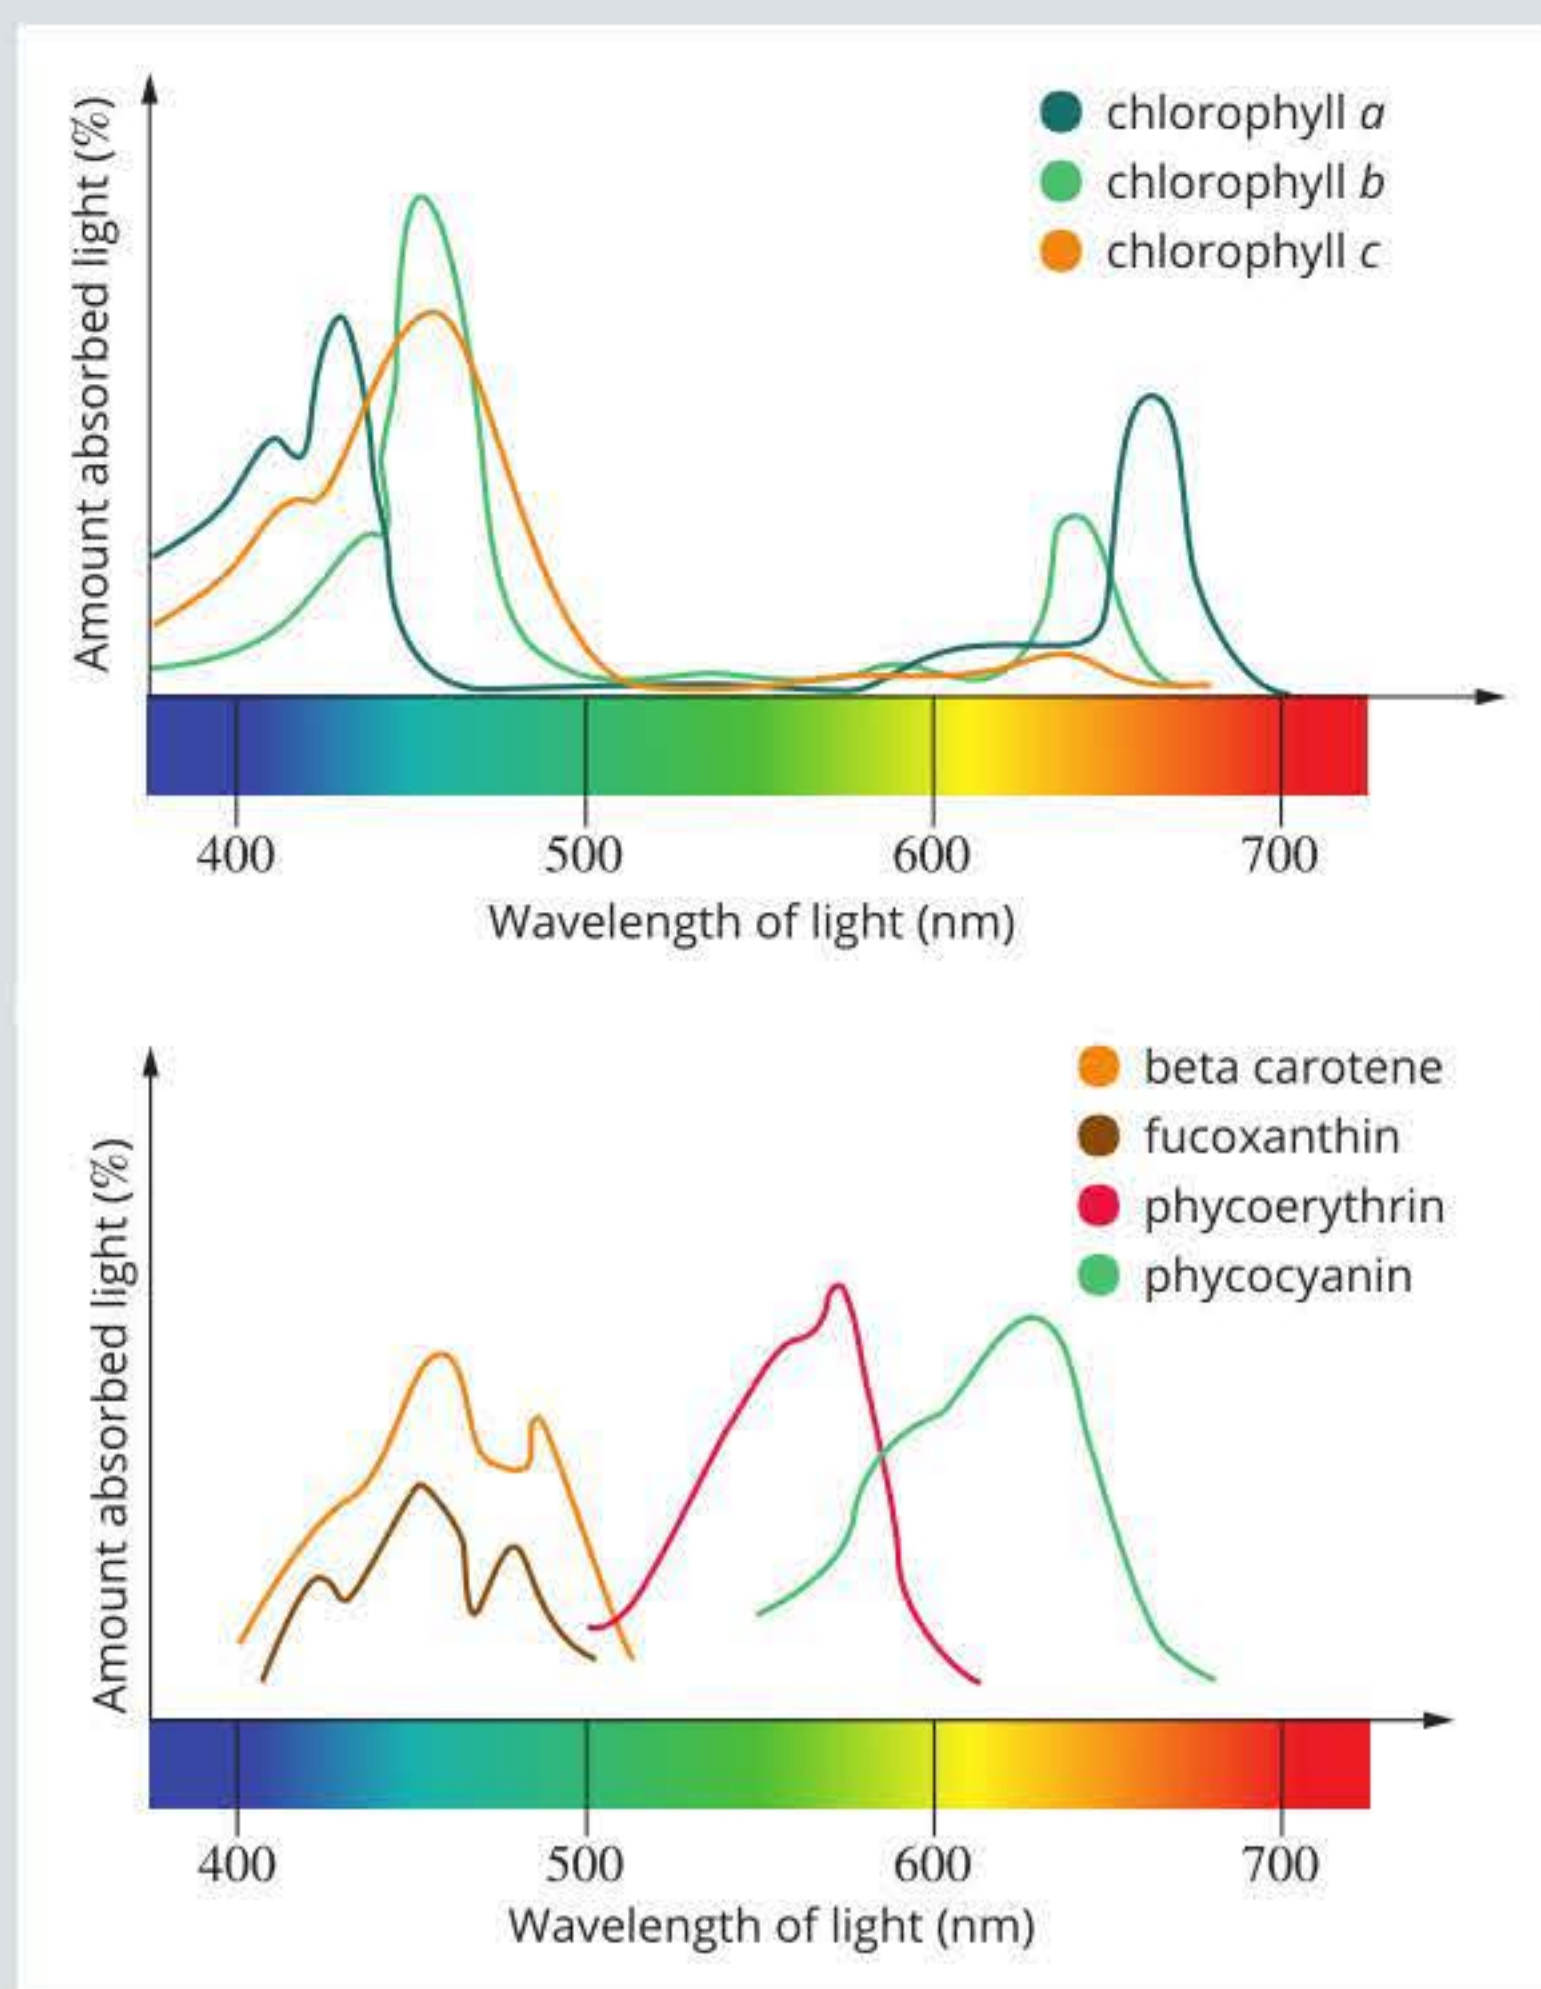 Amount absorbed light (%)
chlorophyll a
chlorophyll b
chlorophyll c
400 500 600 700
Wavelength of light (nm)
Amount absorbed light (%)
beta carotene
fucoxanthin
phycoerythrin
phycocyanin
400 500 600 700
Wavelength of light (nm)